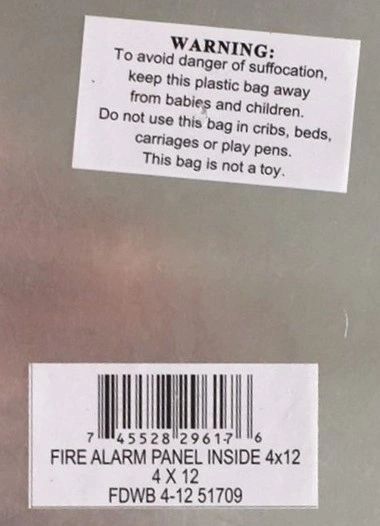 WARNING:
To avoid danger of suffocation,
keep this plastic bag away
from babies and children.
Do not use this bag in cribs, beds,
carriages or play pens.
This bag is not a toy.
7 45528 29617 6
FIRE ALARM PANEL INSIDE 4x12
4 X 12
FDWB 4-12 51709